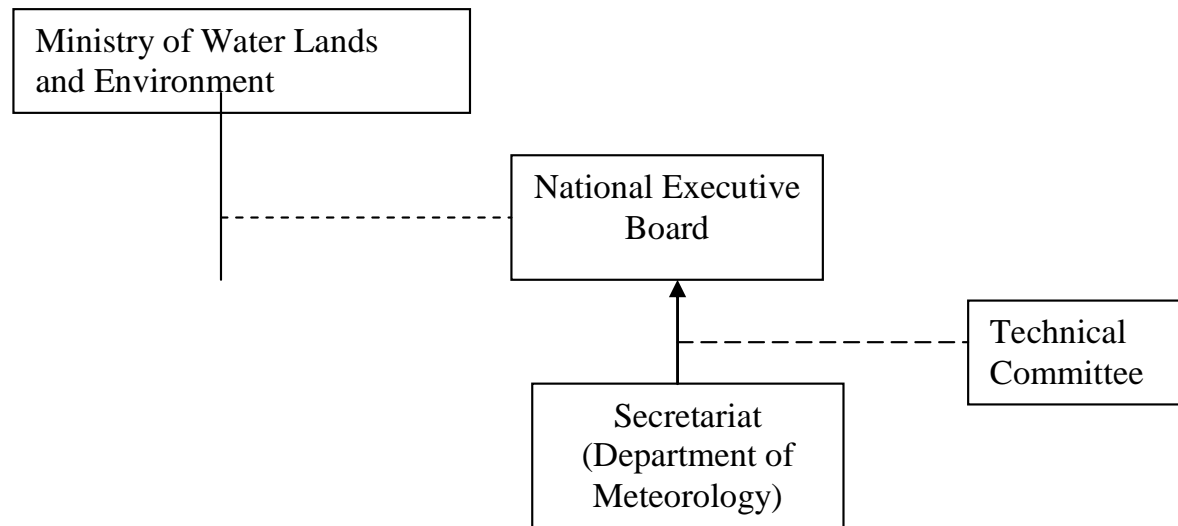 Ministry of Water Lands
and Environment
National Executive
Board
Technical
Committee
Secretariat
(Department of
Meteorology)